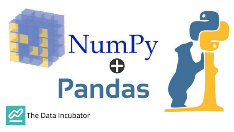 NumPy
+
Pandas
The Data Incubator